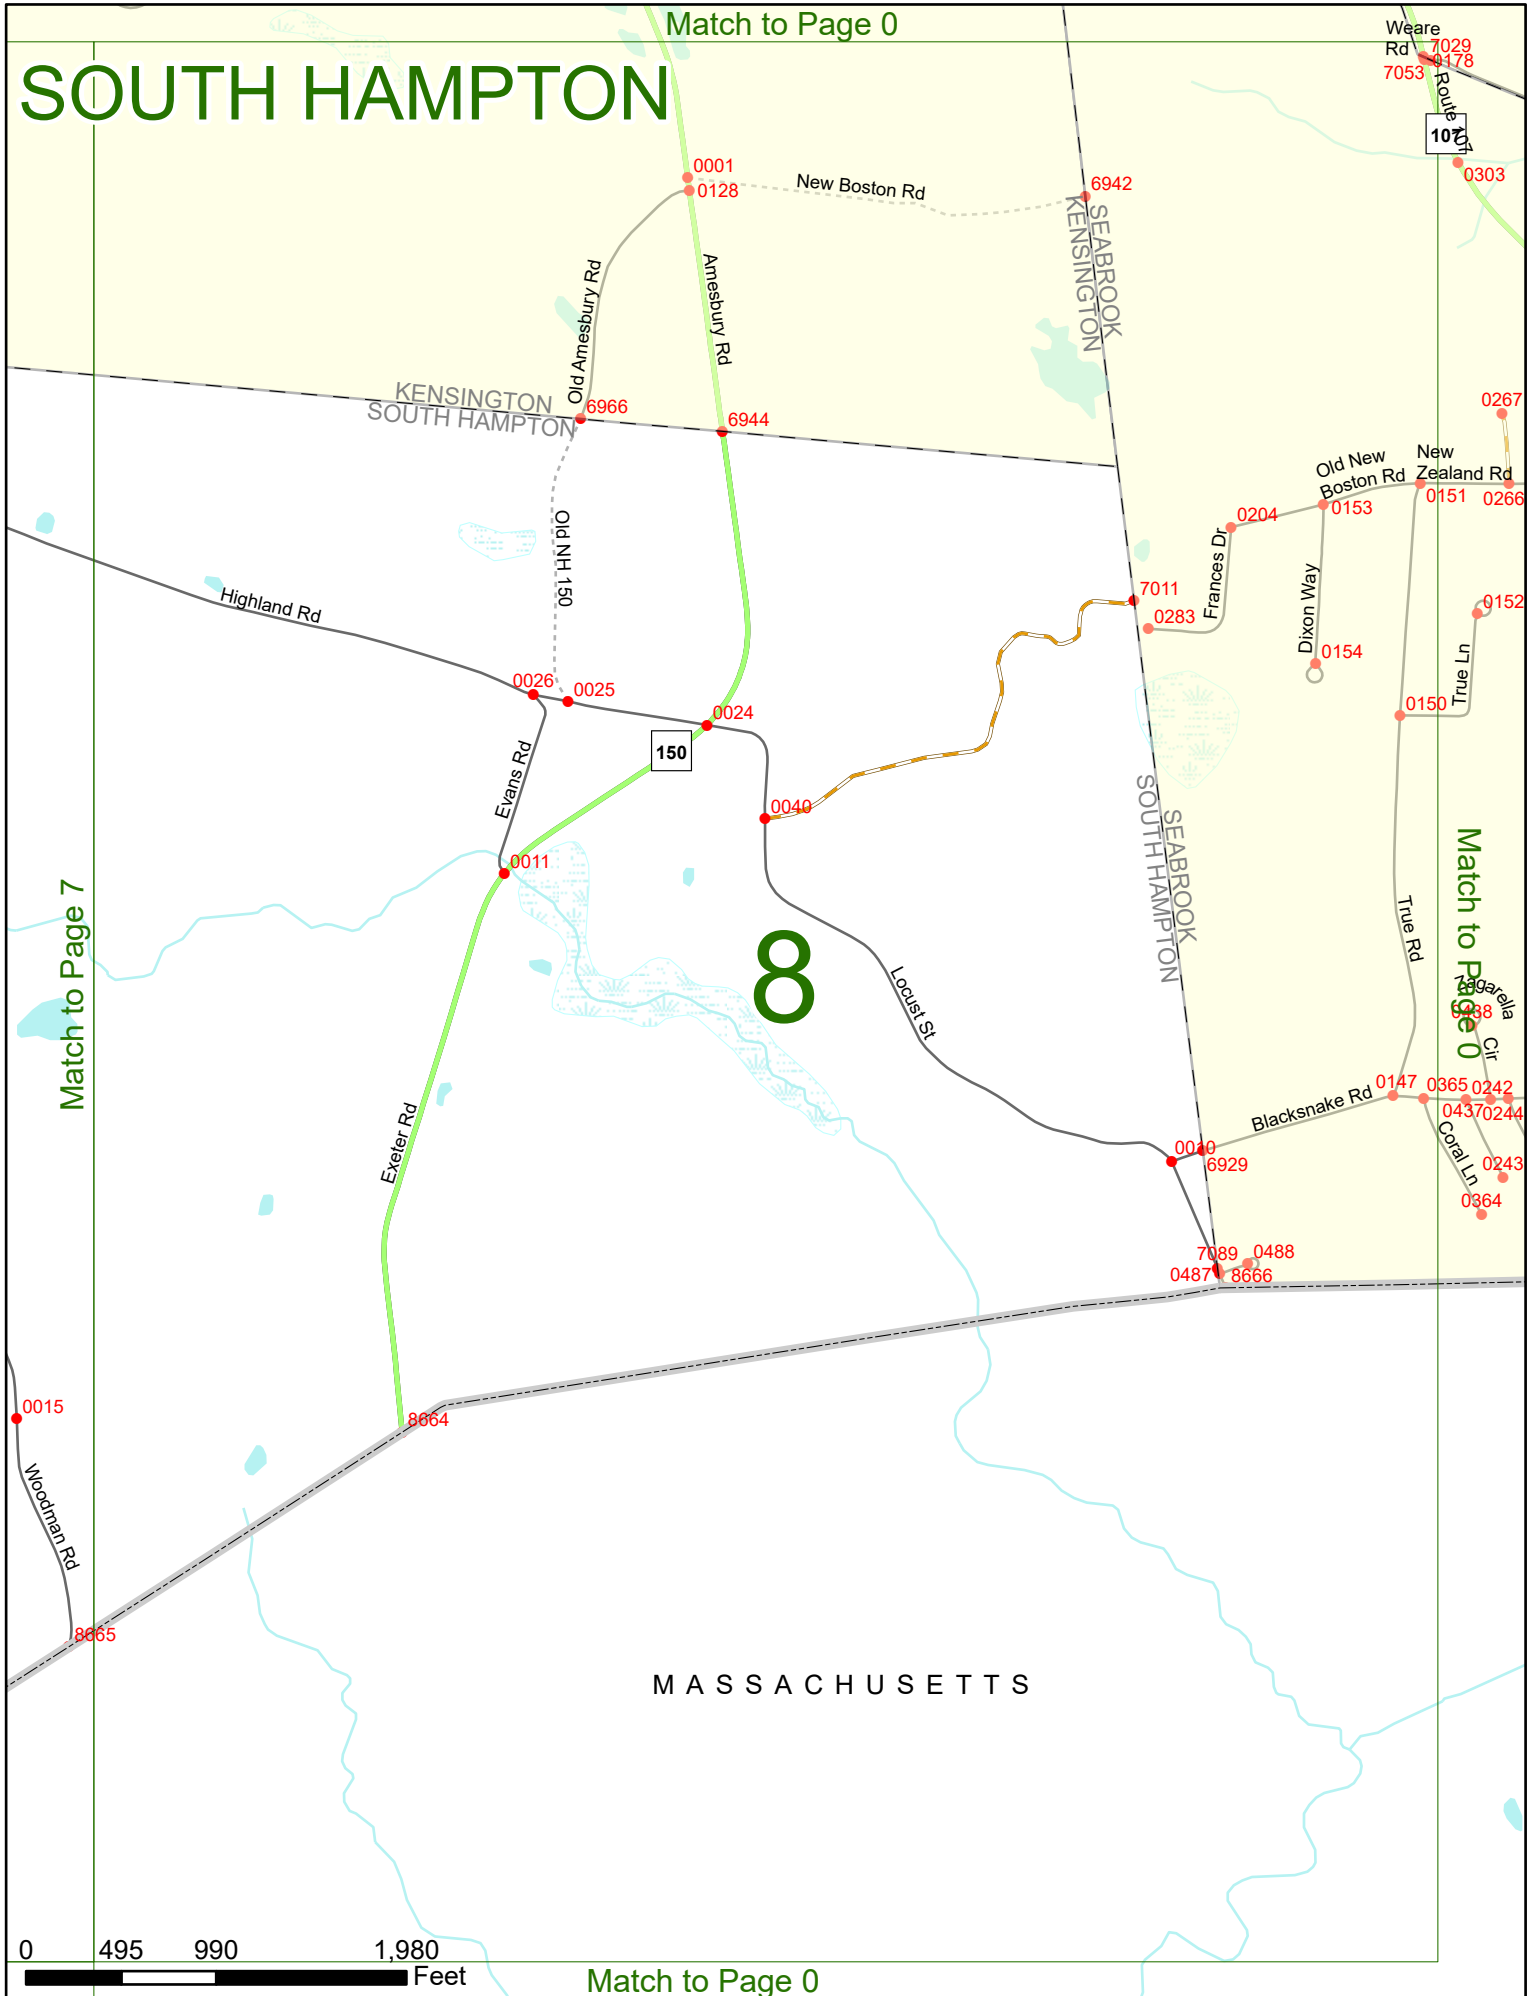 Match to Page 0
SOUTH HAMPTON
Weare
Rd
7029
0178
7053
Route 107
107
0303
0001
0128
New Boston Rd
6942
SEABROOK
KENSINGTON
Old Amesbury Rd
Amesbury Rd
KENSINGTON
SOUTH HAMPTON
6966
6944
0267
Old New
Boston Rd
New
Zealand Rd
0151
0266
0153
0204
Frances Dr
Dixon Way
Old NH 150
Highland Rd
7011
0283
0152
0154
True Ln
0026
0025
0024
0150
150
Evans Rd
0040
SEABROOK
SOUTH HAMPTON
0011
Match to Page 7
8
Locust St
True Rd
Match to Page 0
Zagarella
Cir
0438
0147
0365
0242
0437
0244
Blacksnake Rd
Coral Ln
Exeter Rd
0010
6929
0243
0364
7089
0488
0487
8666
0015
8664
Woodman Rd
8665
MASSACHUSETTS
0 495 990 1,980
Feet
Match to Page 0